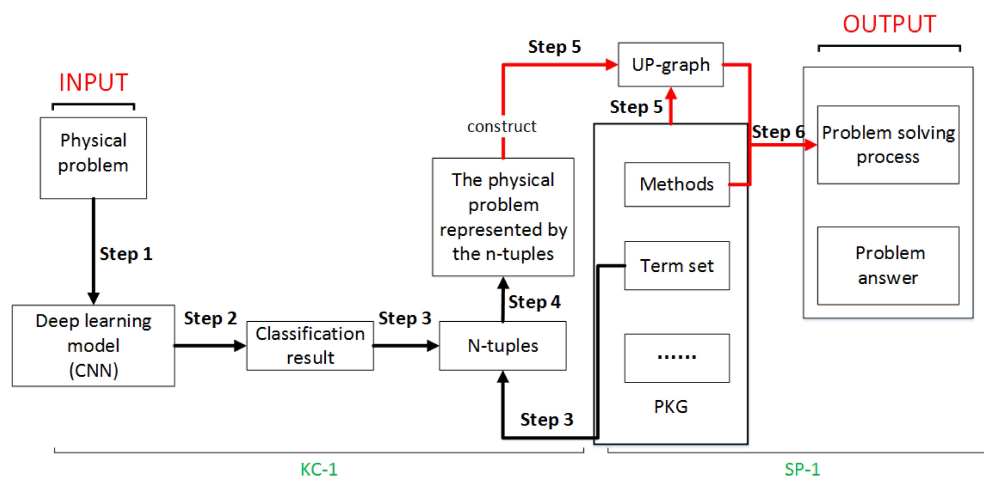 INPUT
Physical
problem
Step 1
Deep learning
model
(CNN)
Step 2
Classification
result
Step 3
N-tuples
Step 3
Step 4
The physical
problem
represented by
the n-tuples
construct
Step 5
UP-graph
Step 5
Methods
Term set
......
PKG
Step 6
OUTPUT
Problem solving
process
Problem
answer
KC-1
SP-1